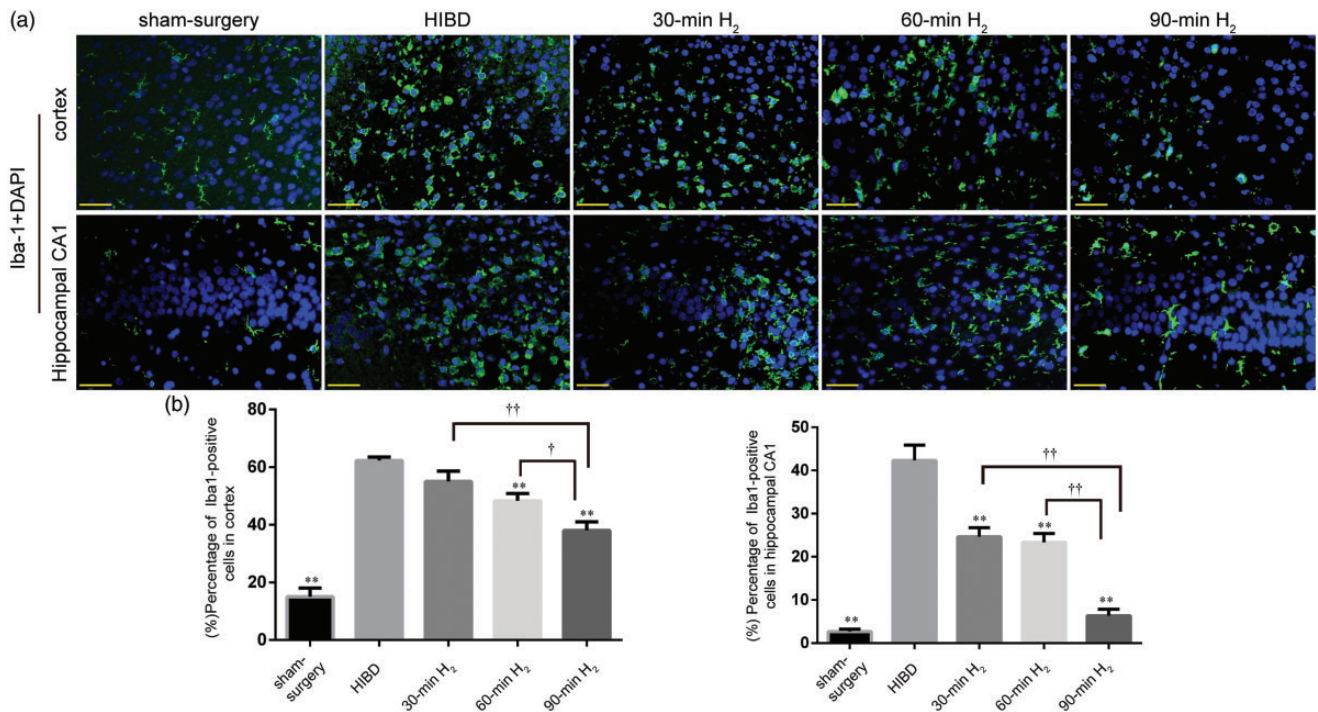 (a)
sham-surgery HIBD 30-min H₂ 60-min H₂ 90-min H₂
Iba-1+DAPI
cortex
Hippocampal CA1
(b)
(%)Percentage of Iba1-positive
cells in cortex
80
60
40
20
0
**
**
**
†
††
sham-
surgery
HIBD
30-min H₂
60-min H₂
90-min H₂
(%) Percentage of Iba1-positive
cells in hippocampal CA1
50
40
30
20
10
0
**
**
**
**
††
††
sham-
surgery
HIBD
30-min H₂
60-min H₂
90-min H₂